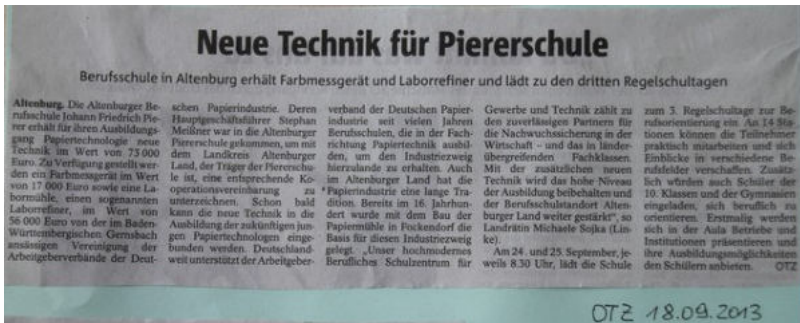 Neue Technik für Piererschule
Berufsschule in Altenburg erhält Farbmessgerät und Laborrefiner und lädt zu den dritten Regelschultagen
Altenburg. Die Altenburger Be-
rufsschule Johann Friedrich Pie-
rer erhält für ihren Ausbildungs-
gang Papiertechnologie neue
Technik im Wert von 73 000
Euro. Zu Verfügung gestellt wer-
den ein Farbmessgerät im Wert
von 17 000 Euro sowie eine La-
bormühle, einen sogenannten
Laborrefiner, im Wert von
56 000 Euro von der im Baden-
Württembergischen Gernsbach
ansässigen Vereinigung der
Arbeitgeberverbände der Deut-
schen Papierindustrie. Deren
Hauptgeschäftsführer Stephan
Meißner war in die Altenburger
Piererschule gekommen, um mit
dem Landkreis Altenburger
Land, der Träger der Piererschu-
le ist, eine entsprechende Ko-
operationsvereinbarung zu
unterzeichnen. Schon bald
kann die neue Technik in die
Ausbildung der zukünftigen jun-
gen Papiertechnologen einge-
bunden werden. Deutschland-
weit unterstützt der Arbeitgeber-
verband der Deutschen Papier-
industrie seit vielen Jahren
Berufsschulen, die in der Fach-
richtung Papiertechnik ausbil-
den, um den Industriezweig
hierzulande zu erhalten. Auch
im Altenburger Land hat die
Papierindustrie eine lange Tra-
dition. Bereits im 16. Jahrhun-
dert wurde mit dem Bau der
Papiermühle in Fockendorf die
Basis für diesen Industriezweig
gelegt. „Unser hochmodernes
Berufliches Schulzentrum für
Gewerbe und Technik zählt zu
den zuverlässigen Partnern für
die Nachwuchssicherung in der
Wirtschaft – und das in länder-
übergreifenden Fachklassen.
Mit der zusätzlichen neuen
Technik wird das hohe Niveau
der Ausbildung beibehalten und
der Berufsschulstandort Alten-
burger Land weiter gestärkt“, so
Landrätin Michaele Sojka (Lin-
ke).
Am 24. und 25. September, je-
weils 8.30 Uhr, lädt die Schule
zum 3. Regelschultage zur Be-
rufsorientierung ein. An 14 Sta-
tionen können die Teilnehmer
praktisch mitarbeiten und sich
Einblicke in verschiedene Be-
rufsfelder verschaffen. Zusätz-
lich würden auch Schüler der
10. Klassen und der Gymnasien
eingeladen, sich beruflich zu
orientieren. Erstmalig werden
sich in der Aula Betriebe und
Institutionen präsentieren und
ihre Ausbildungsmöglichkeiten
den Schülern anbieten. OTZ
OTZ 18.09.2013